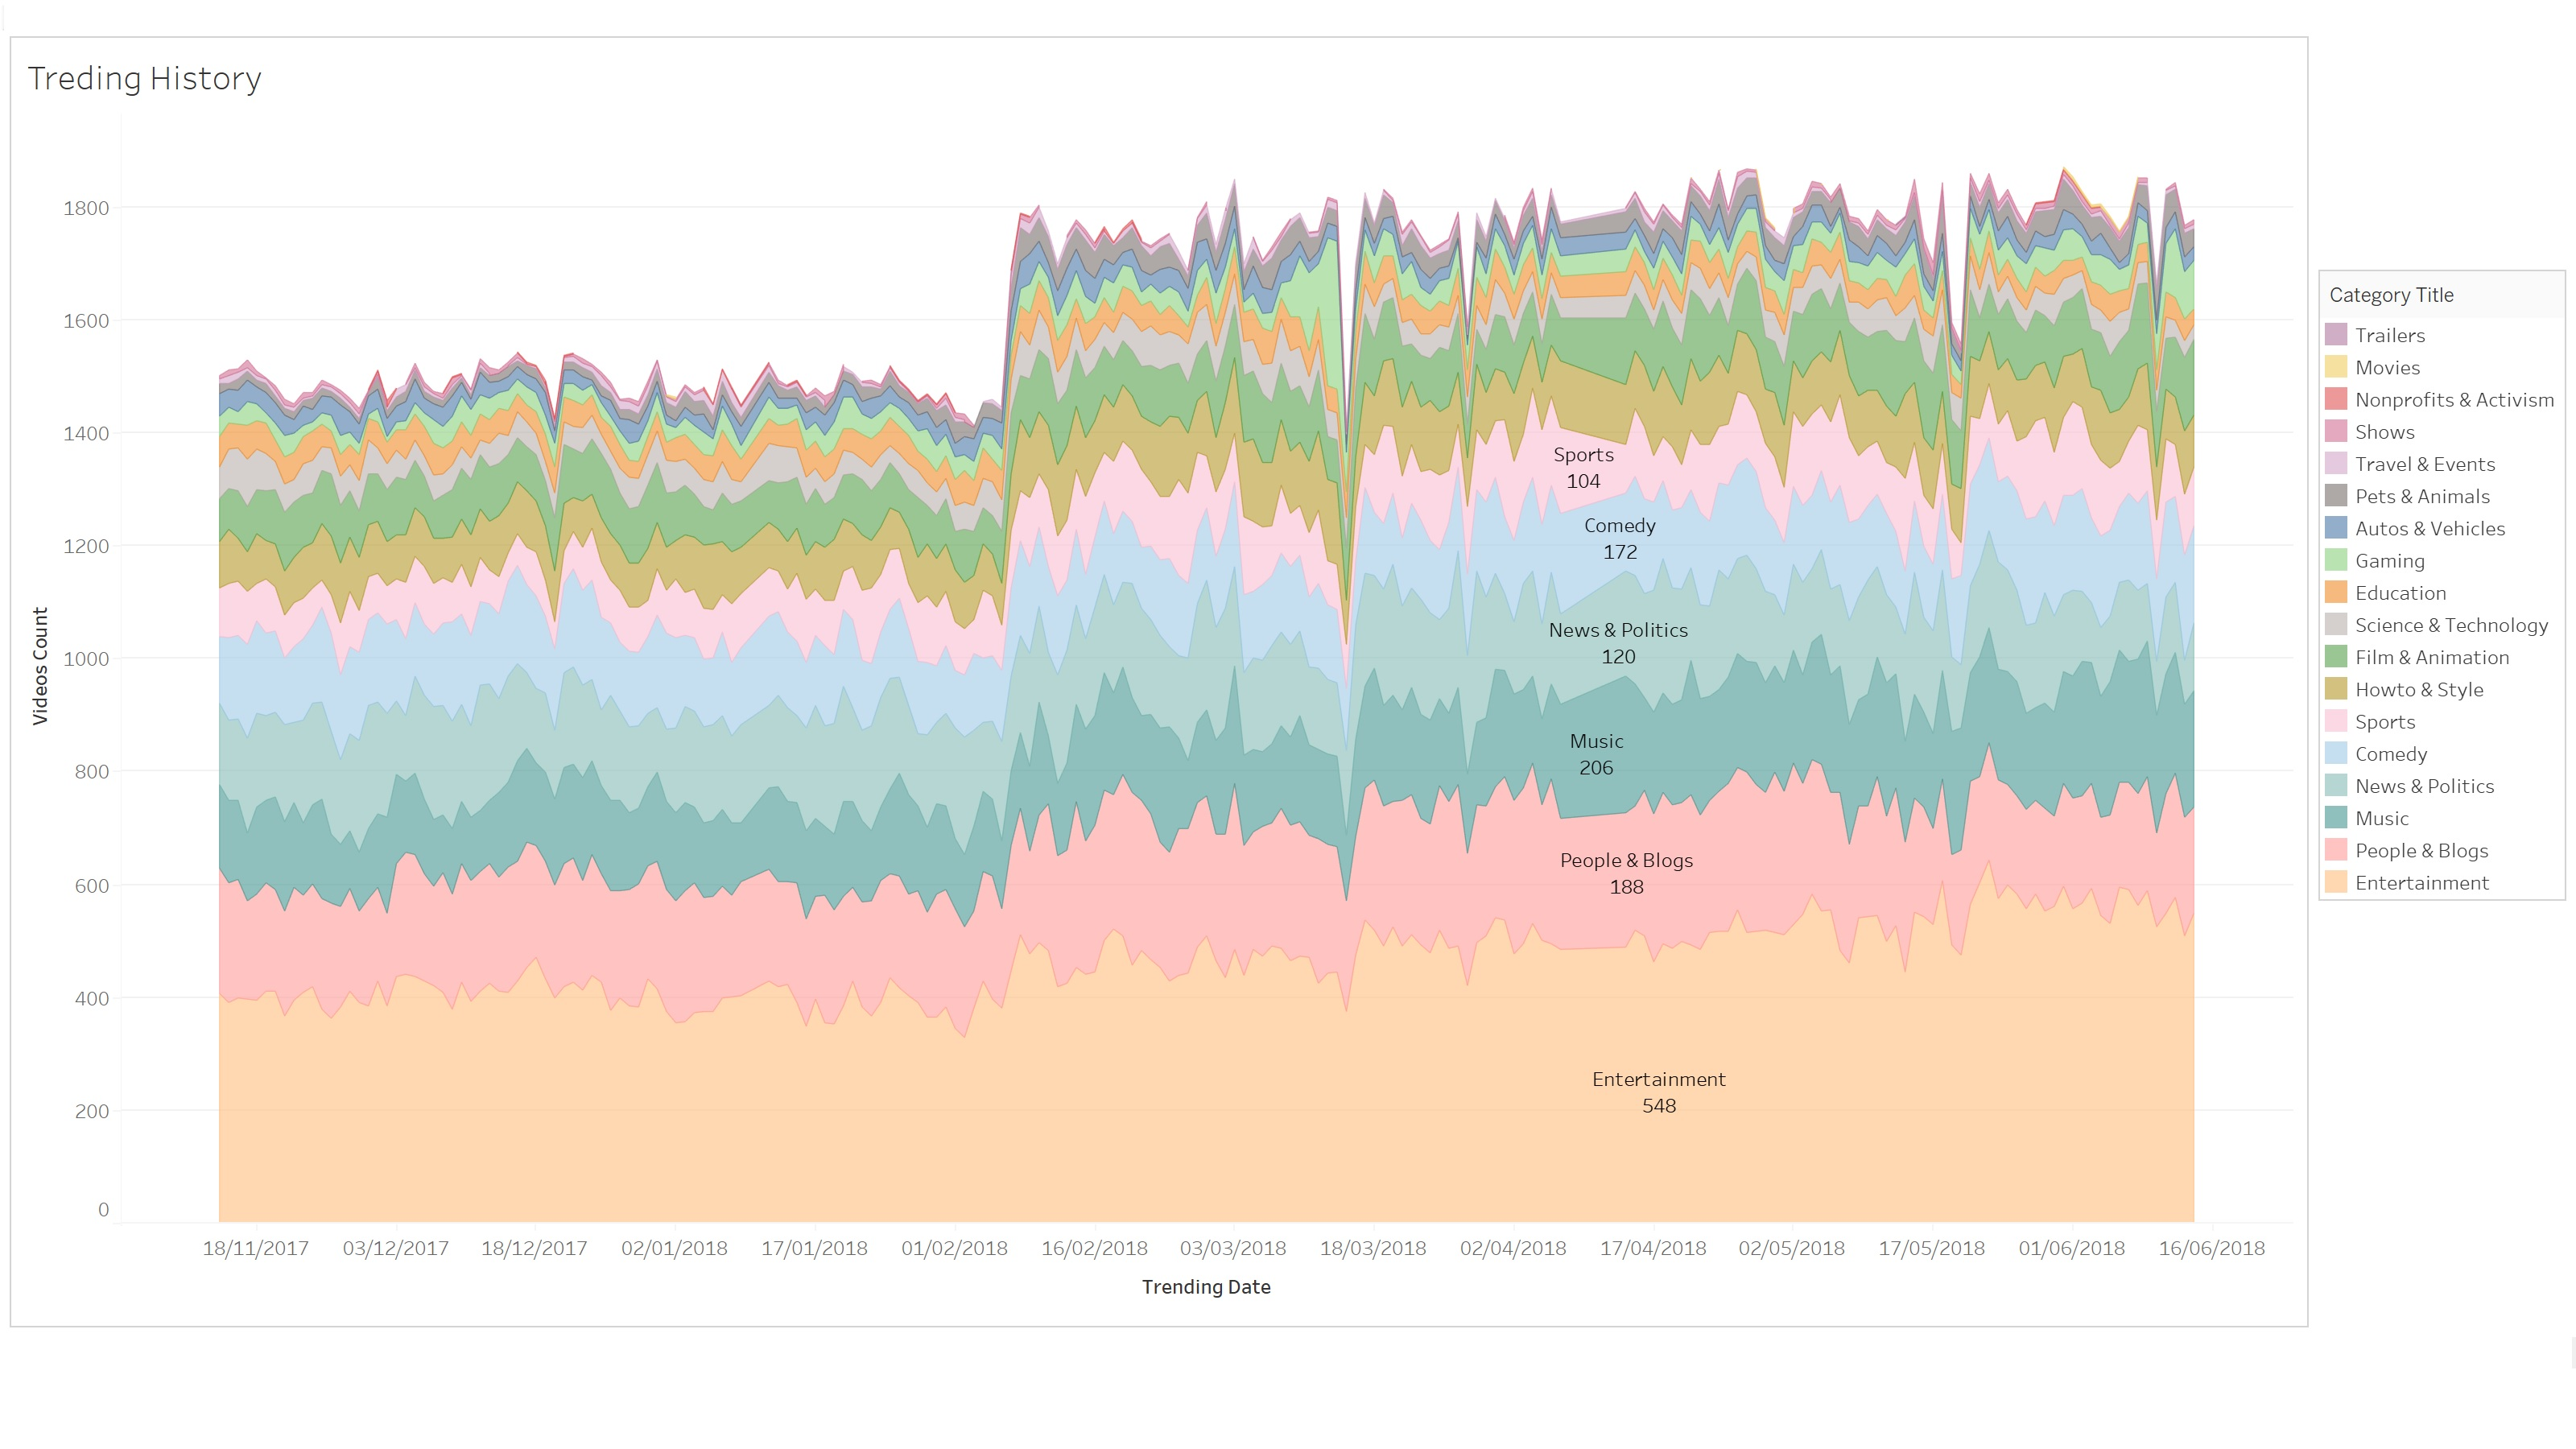 Treding History
Videos Count
1800
1600
1400
1200
1000
800
600
400
200
0
Sports
104
Comedy
172
News & Politics
120
Music
206
People & Blogs
188
Entertainment
548
18/11/2017
03/12/2017
18/12/2017
02/01/2018
17/01/2018
01/02/2018
16/02/2018
03/03/2018
18/03/2018
02/04/2018
17/04/2018
02/05/2018
17/05/2018
01/06/2018
16/06/2018
Trending Date
Category Title
Trailers
Movies
Nonprofits & Activism
Shows
Travel & Events
Pets & Animals
Autos & Vehicles
Gaming
Education
Science & Technology
Film & Animation
Howto & Style
Sports
Comedy
News & Politics
Music
People & Blogs
Entertainment